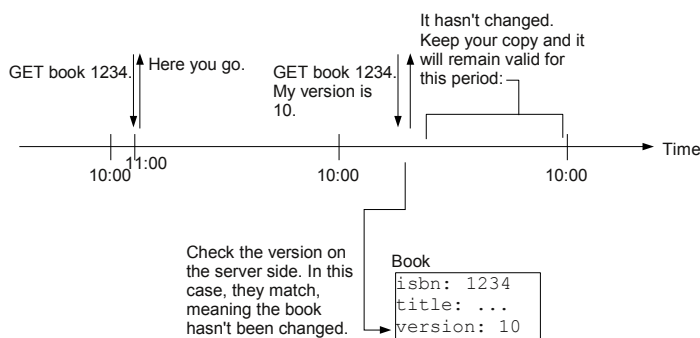 It hasn't changed.
Keep your copy and it
will remain valid for
this period:
GET book 1234.
Here you go.
GET book 1234.
My version is
10.
Time
10:00
11:00
10:00
10:00
Check the version on
the server side. In this
case, they match,
meaning the book
hasn't been changed.
Book
isbn: 1234
title: ...
version: 10